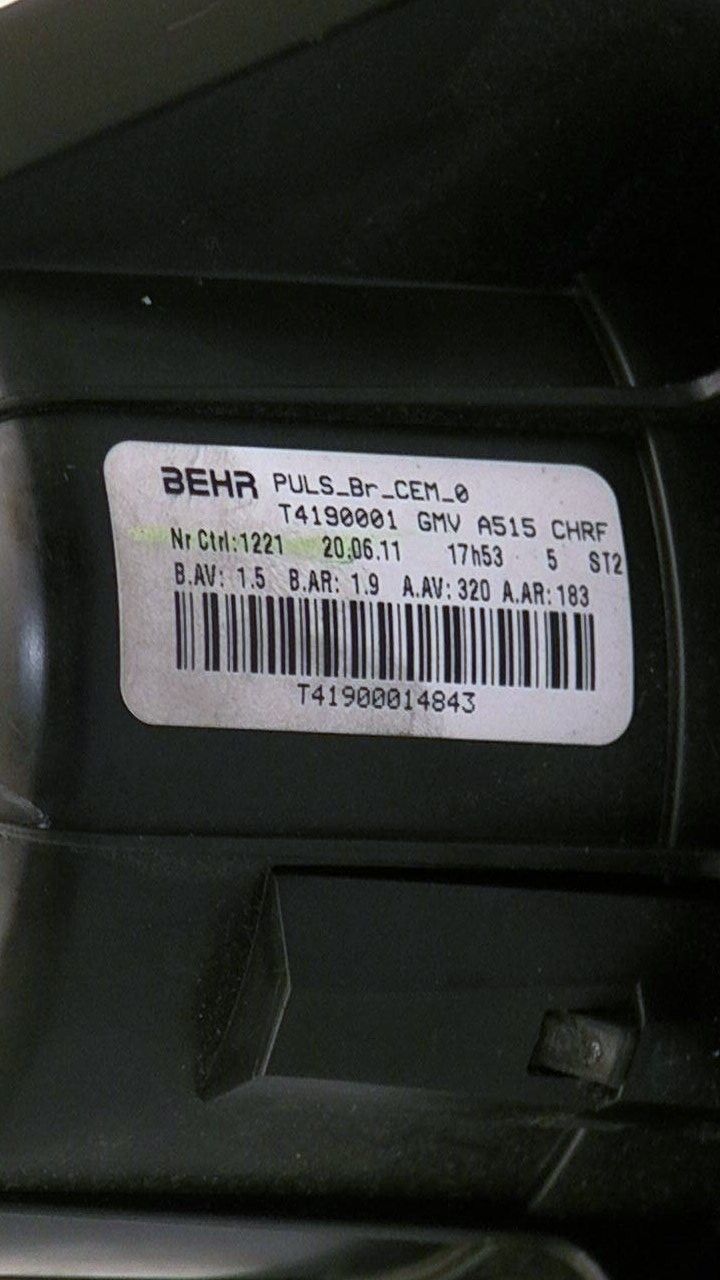 BEHR PULS_Br_CEM_0
T4190001 GMV A515 CHRF
Nr Ctrl:1221 20.06.11 17h53 5 ST2
B.AV: 1.5 B.AR: 1.9 A.AV: 320 A.AR: 183
T41900014843